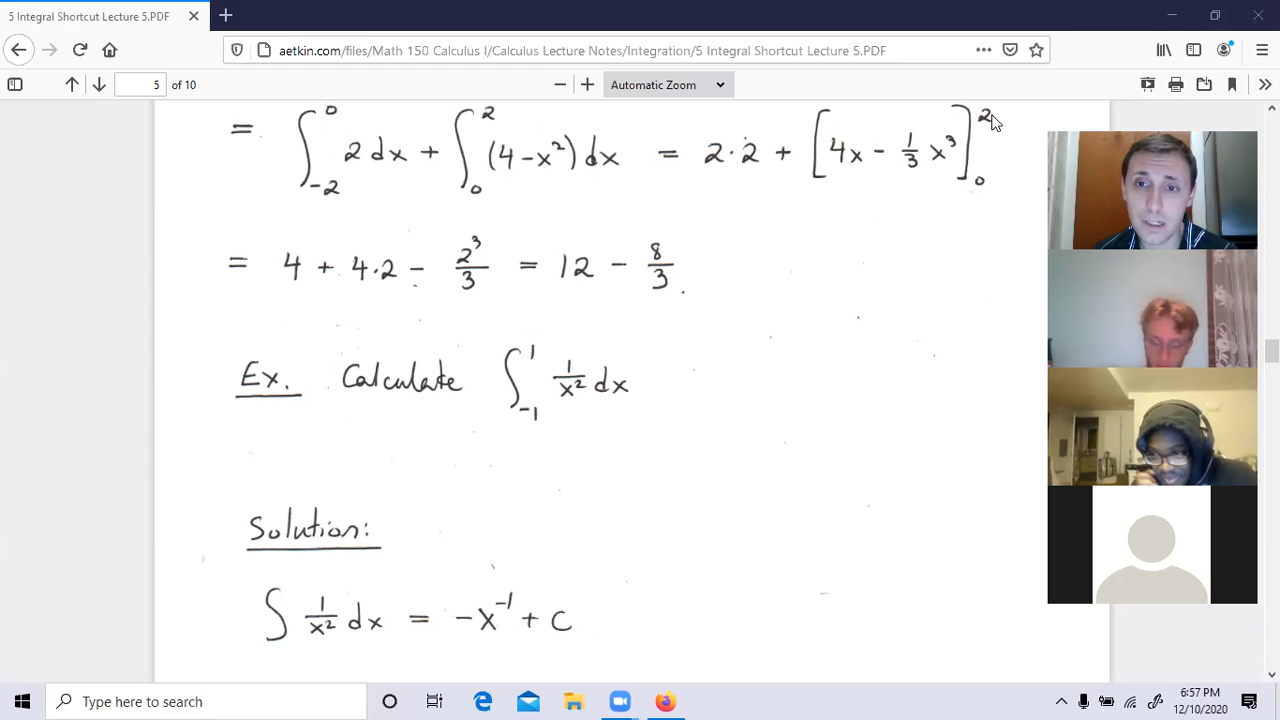 5 Integral Shortcut Lecture 5.PDF
aetkin.com/files/Math 150 Calculus I/Calculus Lecture Notes/Integration/5 Integral Shortcut Lecture 5.PDF
5 of 10 Automatic Zoom
= ∫_{-2}^{0} 2 dx + ∫_{0}^{2} (4-x²) dx = 2·2 + [4x - 1/3 x³]_{0}^{2}
= 4 + 4·2 - 2³/3 = 12 - 8/3.
Ex. Calculate ∫_{-1}^{1} 1/x² dx
Solution:
∫ 1/x² dx = -x⁻¹ + C
Type here to search
6:57 PM
12/10/2020